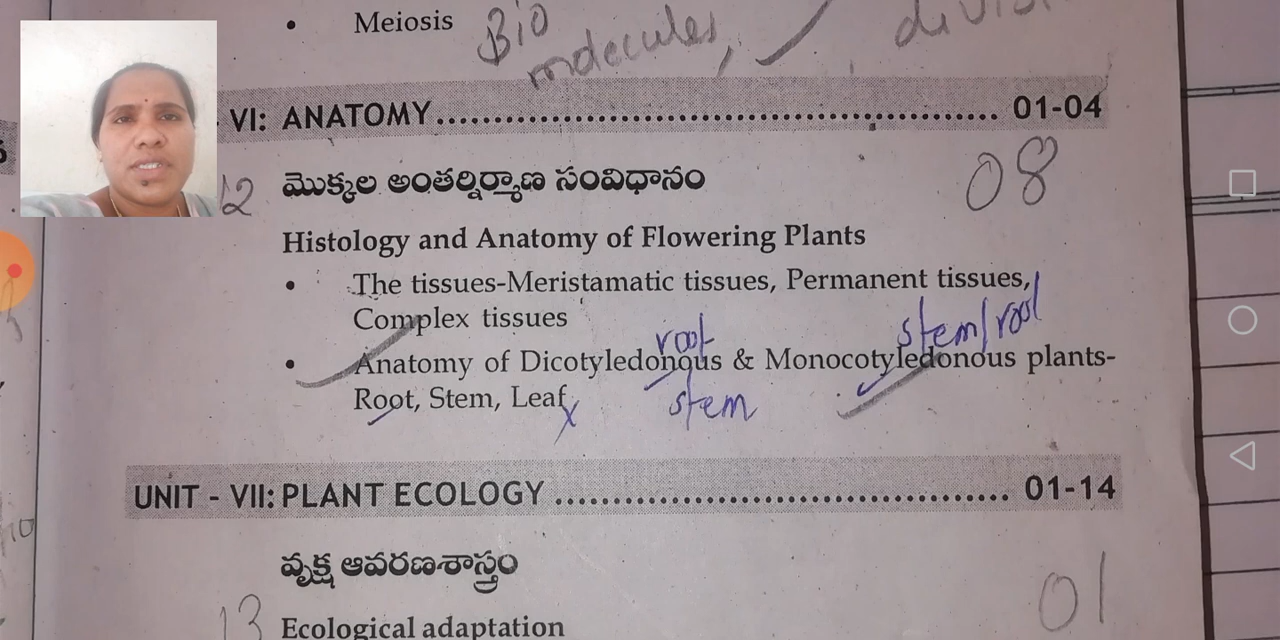 • Meiosis
Bio
molecules,
VI: ANATOMY.................................................... 01-04
12 మొక్కల అంతర్నిర్మాణ సంవిధానం 08
Histology and Anatomy of Flowering Plants
• The tissues-Meristamatic tissues, Permanent tissues,
Complex tissues
root stem/root
• Anatomy of Dicotyledonous & Monocotyledonous plants-
Root, Stem, Leaf x stem
UNIT - VII: PLANT ECOLOGY ........................................ 01-14
వృక్ష ఆవరణశాస్త్రం
13 01
Ecological adaptation